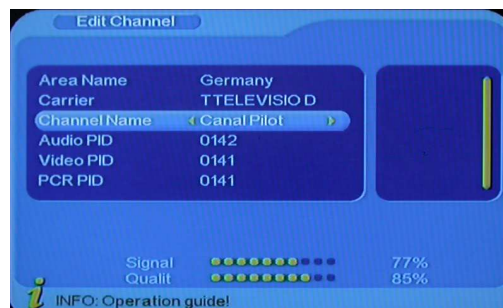 Edit Channel
Area Name Germany
Carrier TTELEVISIO D
Channel Name Canal Pilot
Audio PID 0142
Video PID 0141
PCR PID 0141
Signal 77%
Qualit 85%
i INFO: Operation guide!